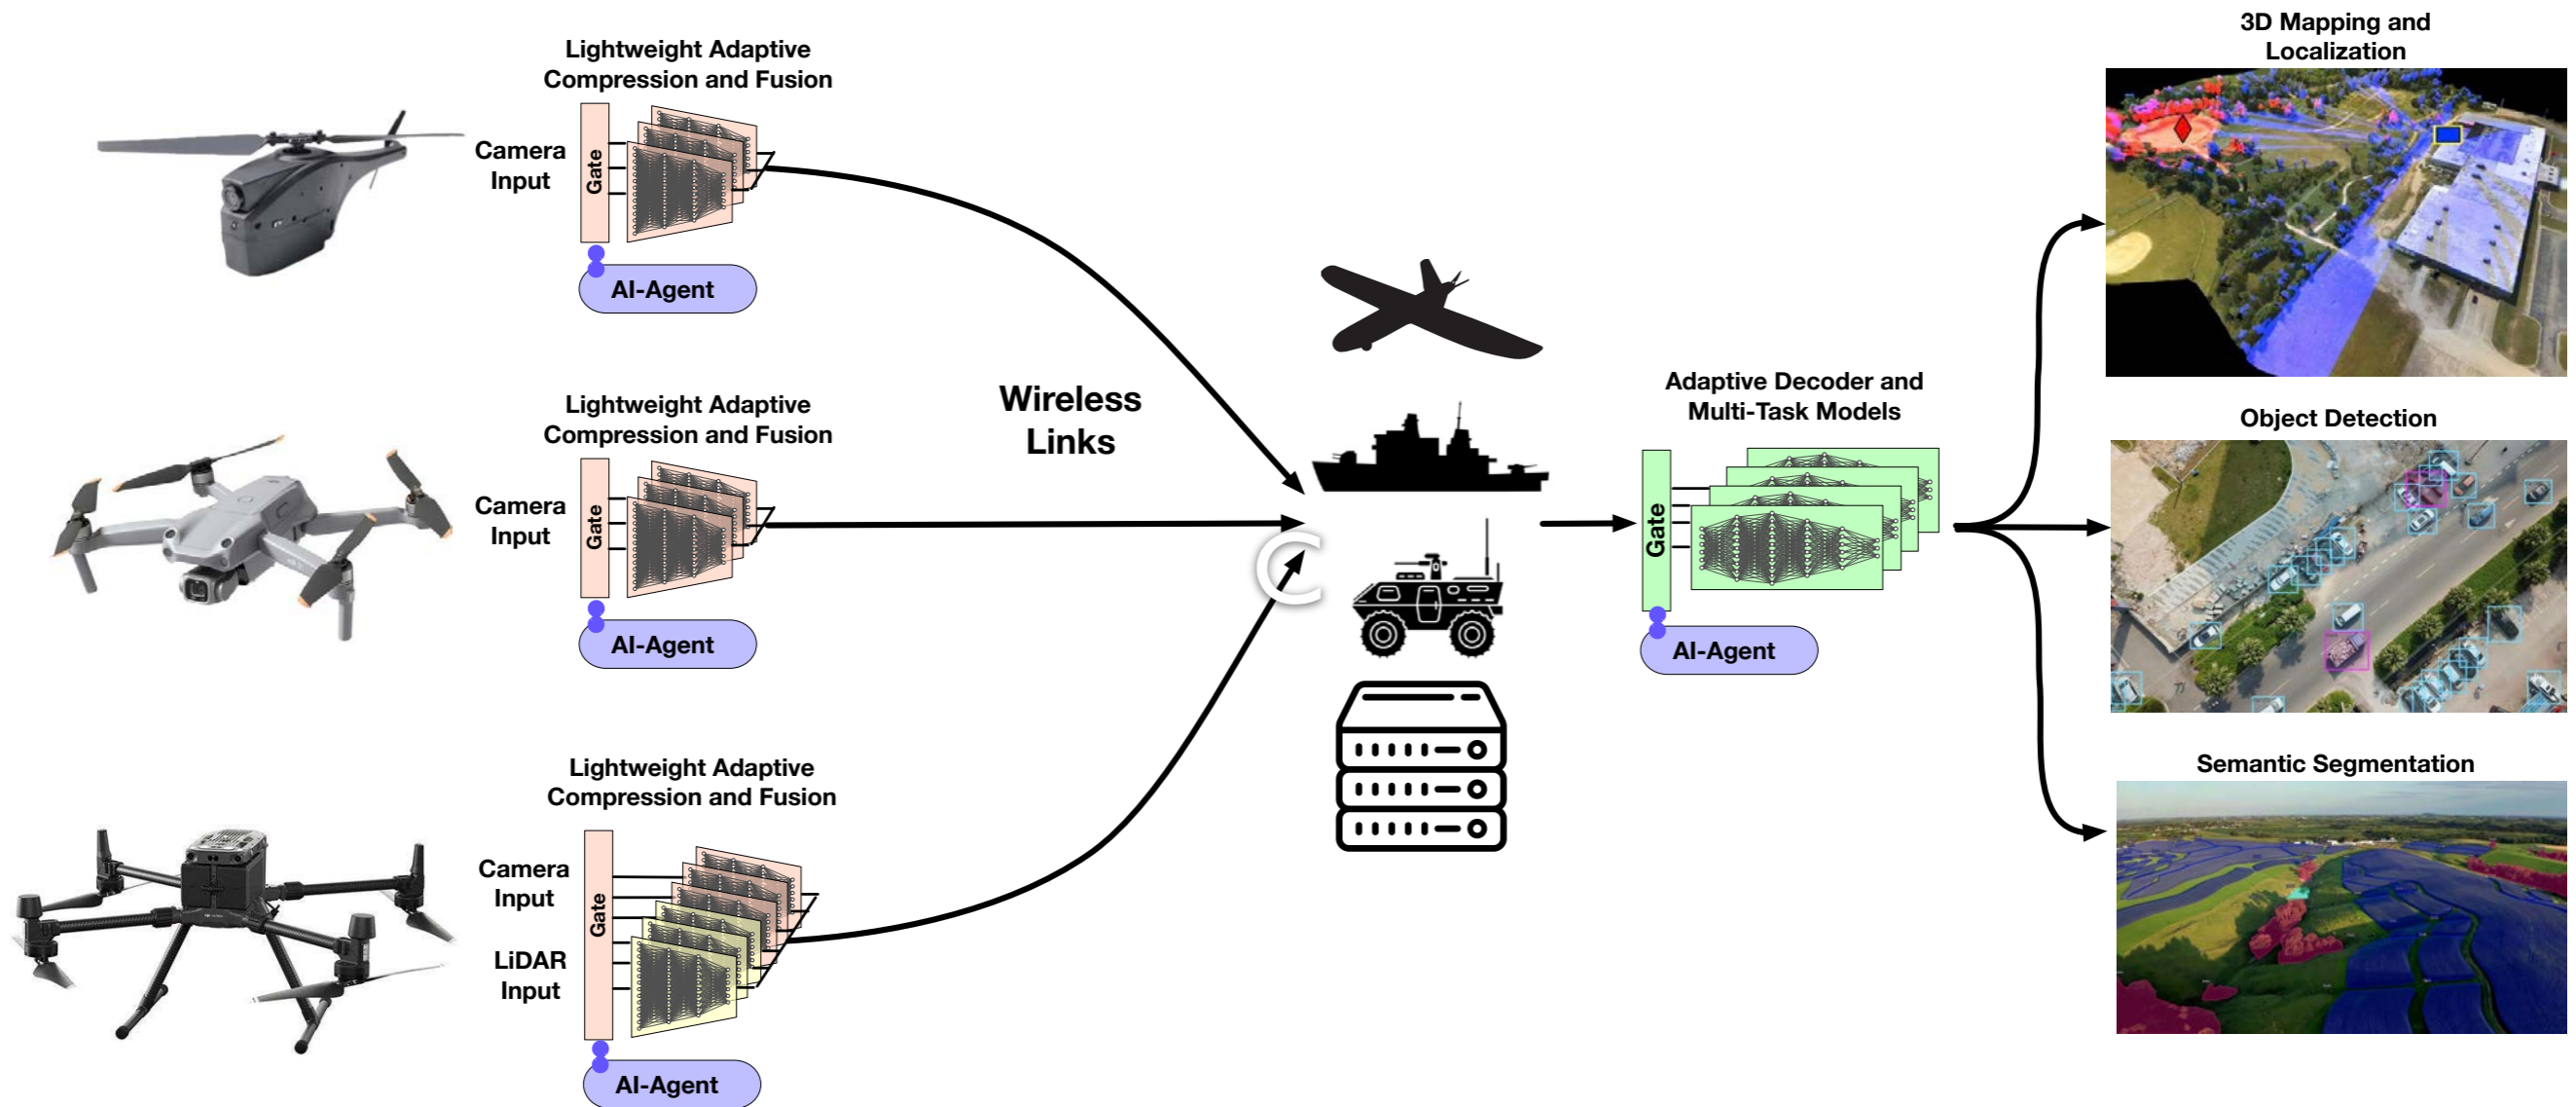 Lightweight Adaptive
Compression and Fusion
Camera
Input
Gate
AI-Agent
Lightweight Adaptive
Compression and Fusion
Camera
Input
Gate
AI-Agent
Lightweight Adaptive
Compression and Fusion
Camera
Input
LiDAR
Input
Gate
AI-Agent
Wireless
Links
C
Adaptive Decoder and
Multi-Task Models
Gate
AI-Agent
3D Mapping and
Localization
Object Detection
Semantic Segmentation